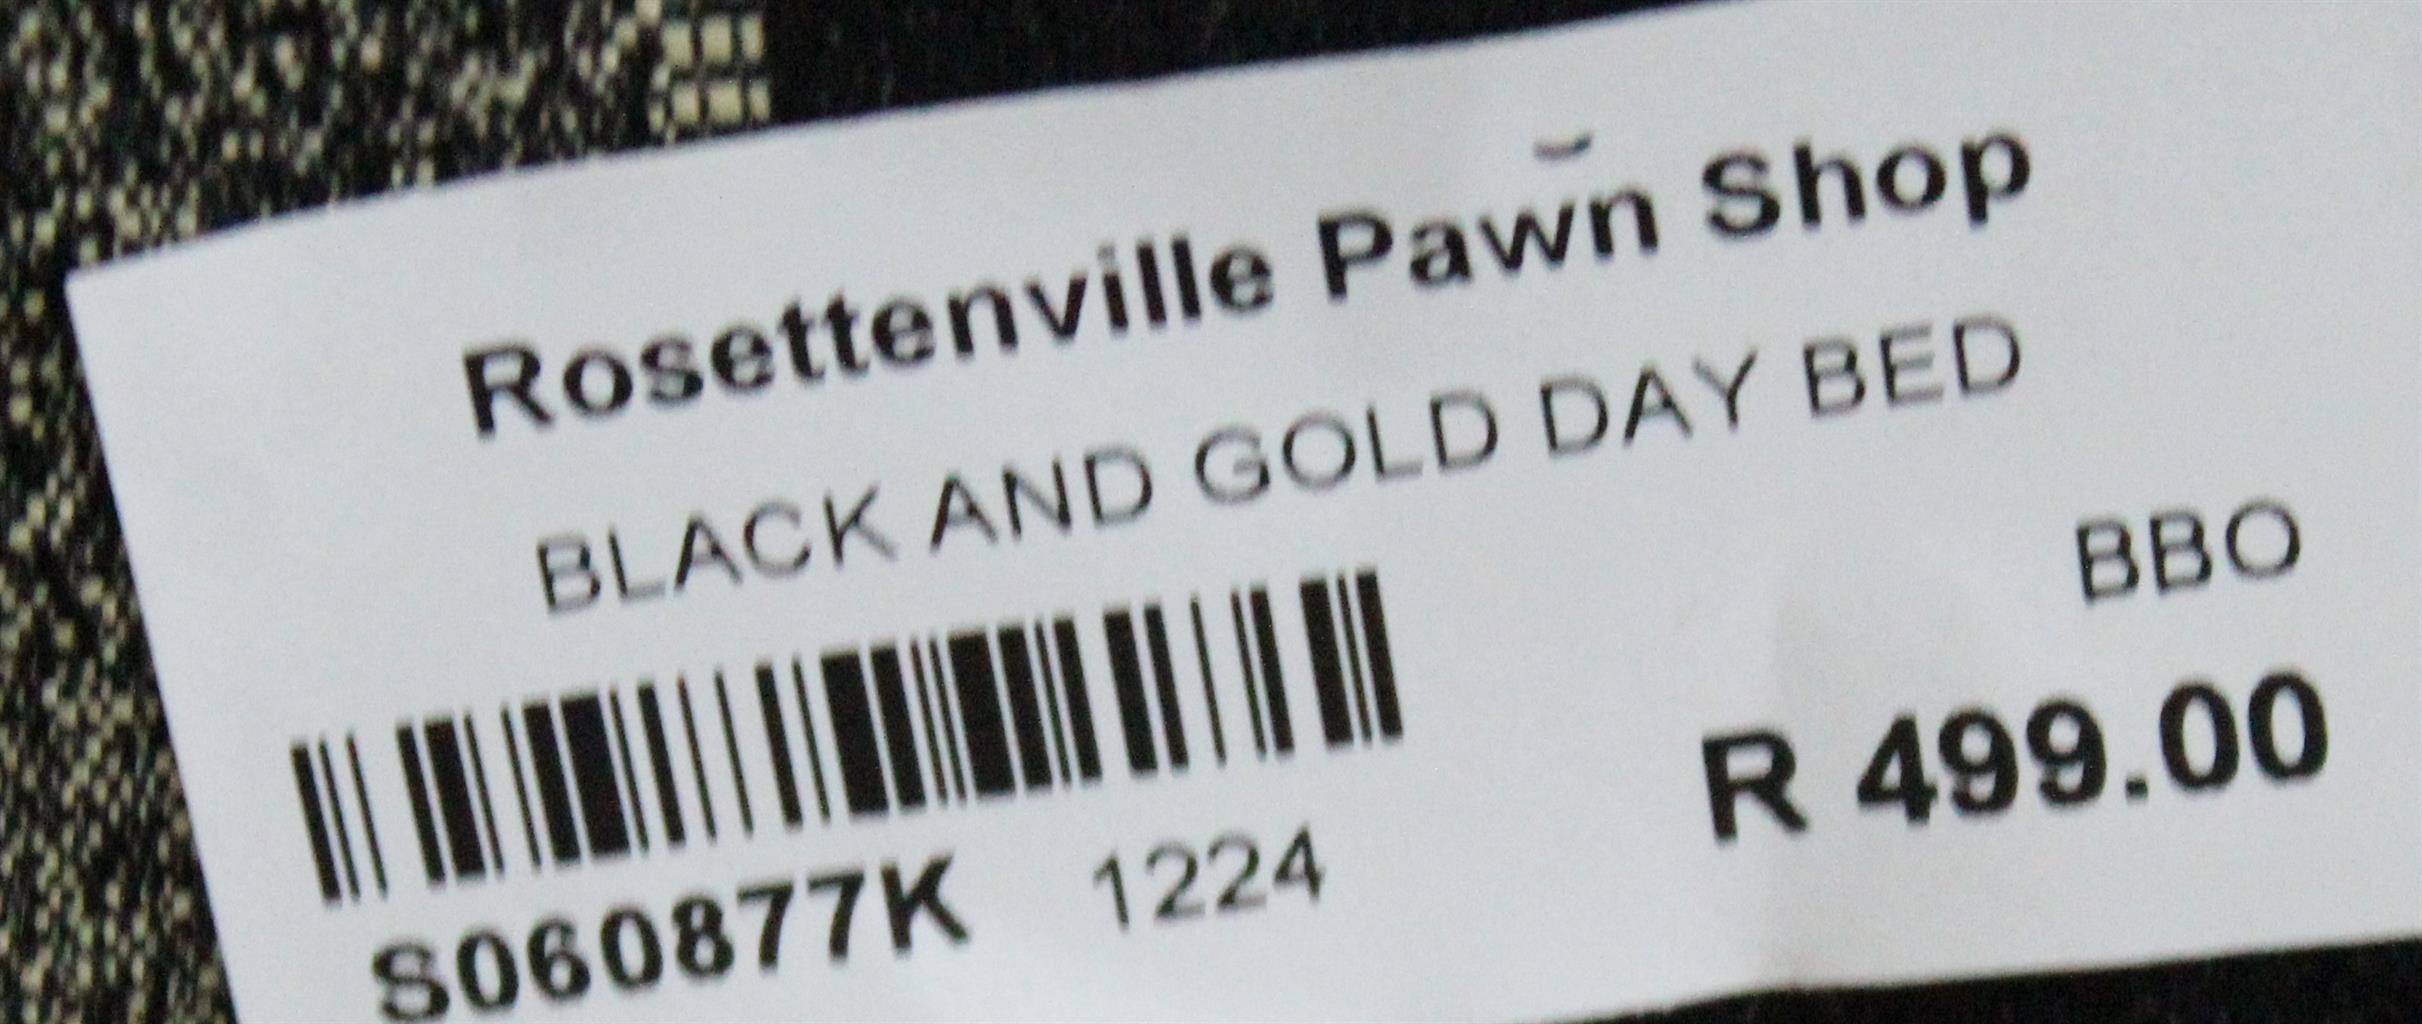 Rosettenville Pawn Shop
BLACK AND GOLD DAY BED
BBO
R 499.00
S060877K 1224